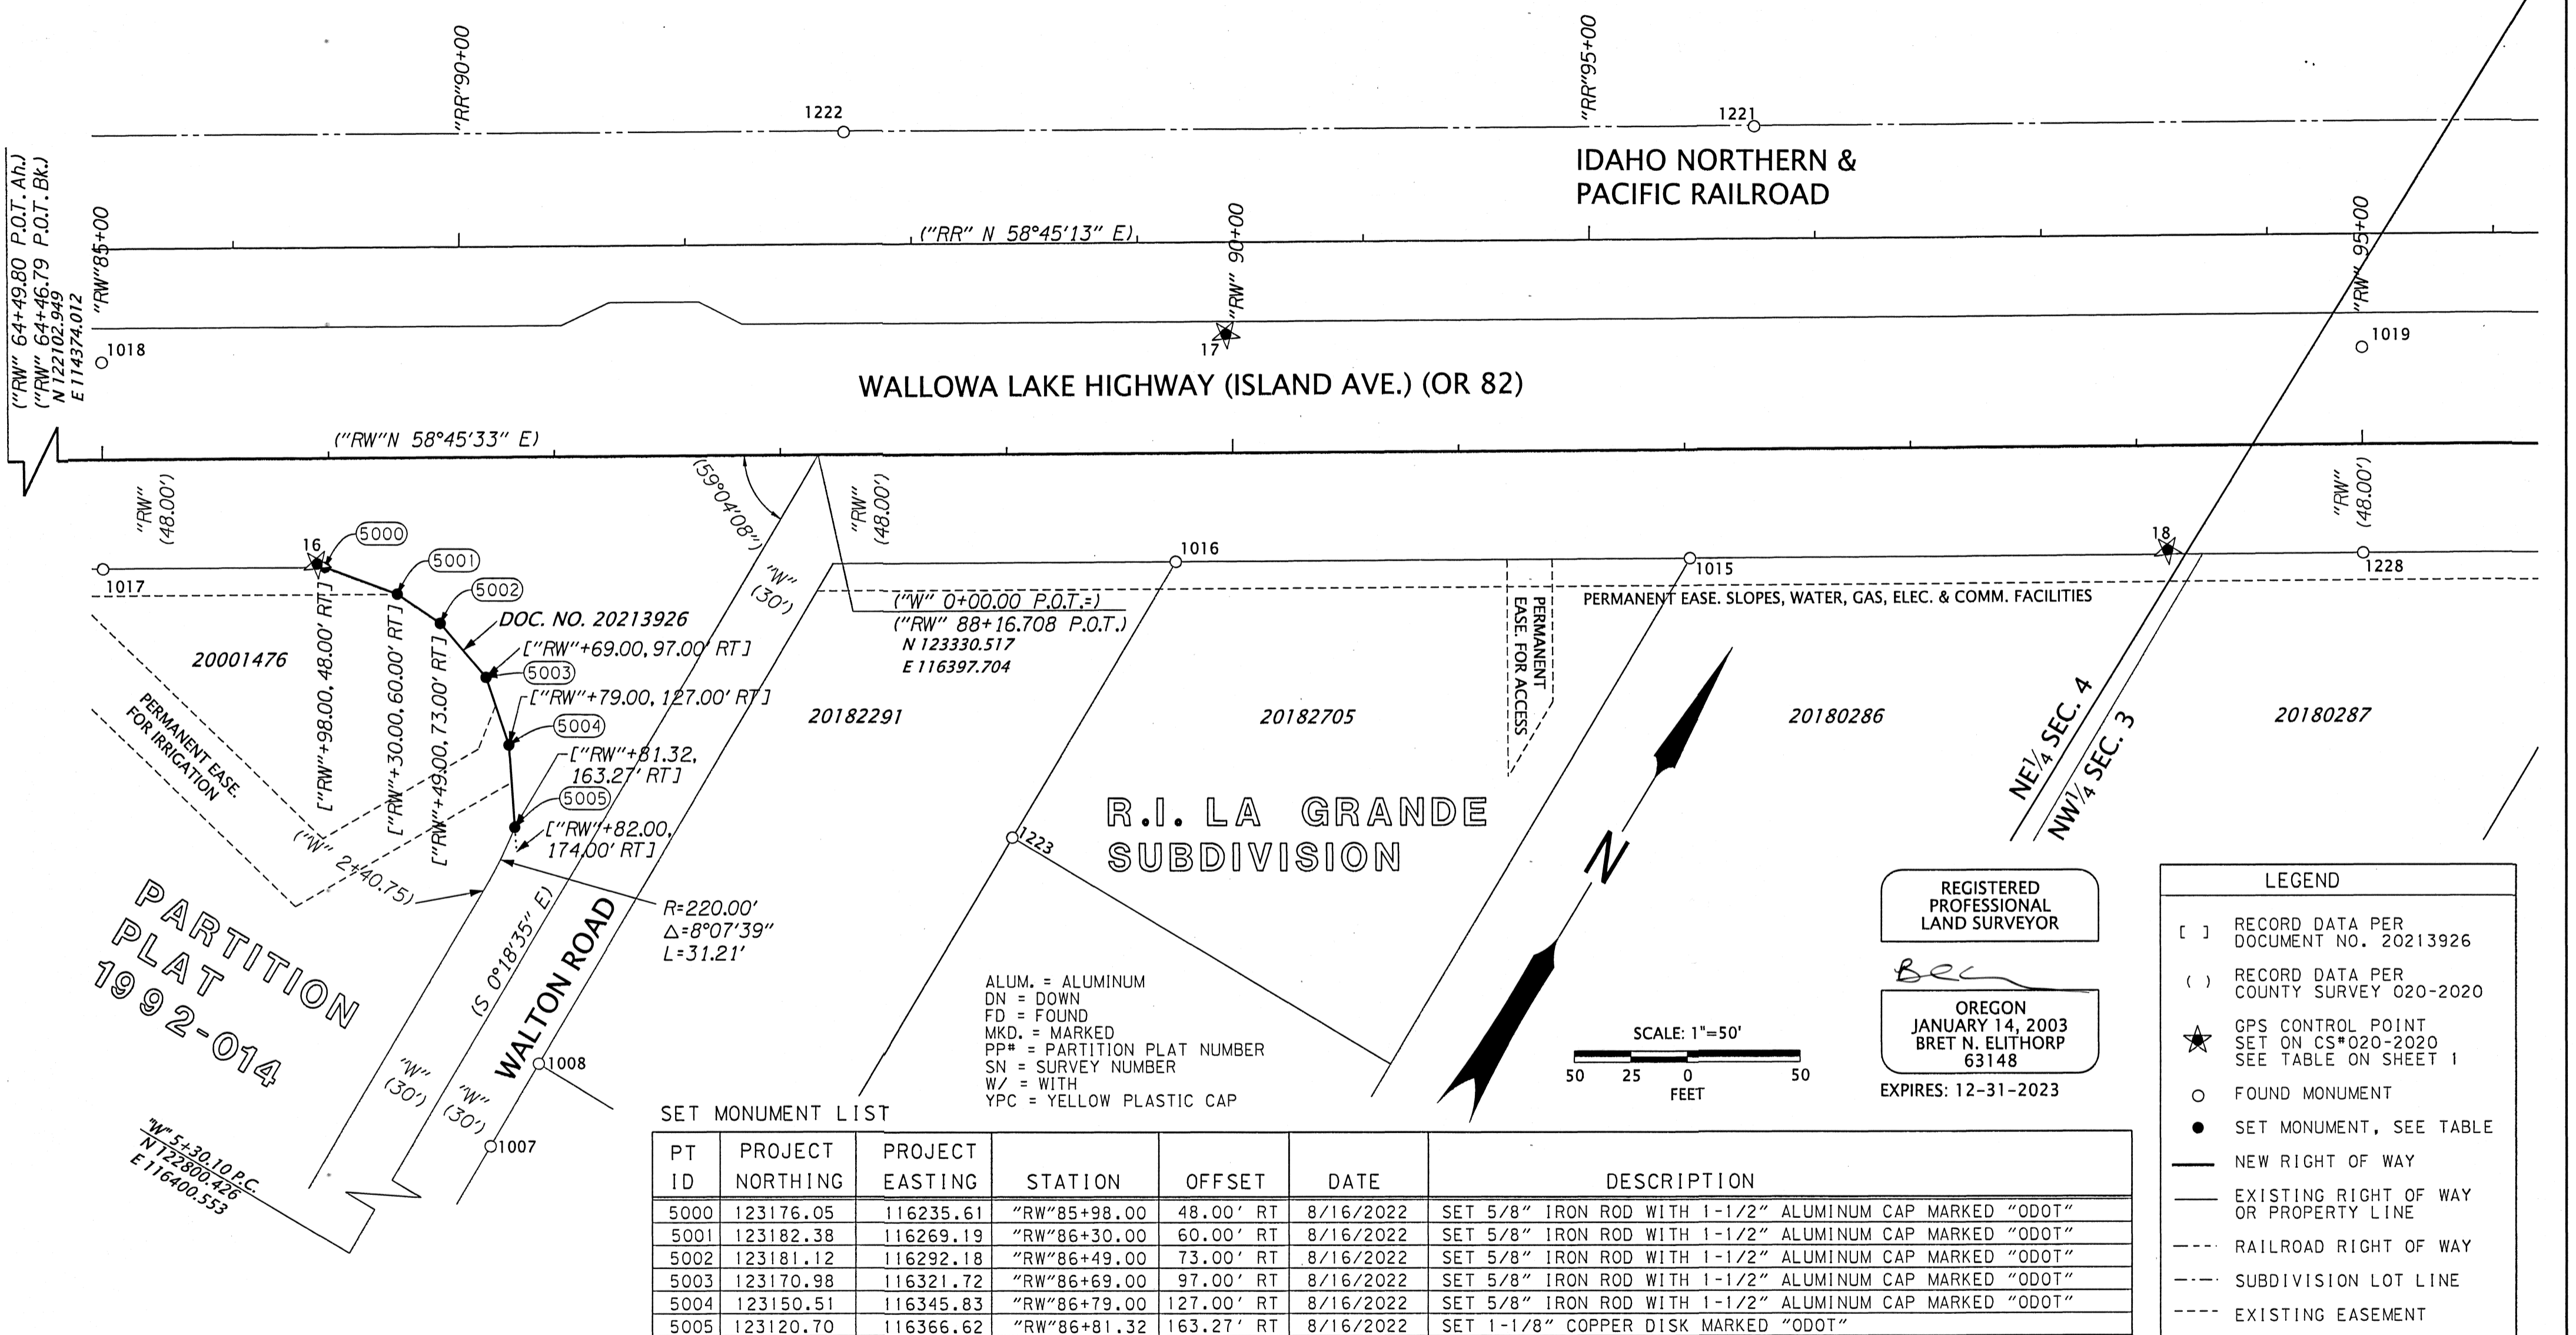 "RR"90+00
"RR"95+00
1222
1221
IDAHO NORTHERN &
PACIFIC RAILROAD
("RW" 64+49.80 P.O.T. Ah.)
("RW" 64+46.79 P.O.T. Bk.)
N 122102.949
E 114374.012
"RW"85+00
("RR" N 58°45'13" E)
"RW" 90+00
"RW" 95+00
1018
17
1019
WALLOWA LAKE HIGHWAY (ISLAND AVE.) (OR 82)
("RW"N 58°45'33" E)
"RW"
(48.00')
(59°04'08")
"RW"
(48.00')
"RW"
(48.00')
16
5000
5001
5002
1017
1016
1015
18
1228
"W"
(30')
("W" 0+00.00 P.O.T.=)
("RW" 88+16.708 P.O.T.)
N 123330.517
E 116397.704
PERMANENT
EASE. FOR ACCESS
PERMANENT EASE. SLOPES, WATER, GAS, ELEC. & COMM. FACILITIES
DOC. NO. 20213926
["RW"+69.00, 97.00' RT]
5003
["RW"+79.00, 127.00' RT]
5004
["RW"+81.32,
163.27' RT]
5005
["RW"+82.00,
174.00' RT]
["RW"+98.00, 48.00' RT]
["RW"+30.00, 60.00' RT]
["RW"+49.00, 73.00' RT]
20001476
PERMANENT EASE.
FOR IRRIGATION
("W" 2+40.75)
20182291
20182705
20180286
20180287
NE¼ SEC. 4
NW¼ SEC. 3
R.I. LA GRANDE
SUBDIVISION
1223
N
PARTITION
PLAT
1992-014
R=220.00'
△=8°07'39"
L=31.21'
(S 0°18'35" E)
WALTON ROAD
"W"
(30')
"W"
(30')
1008
1007
"W" 5+30.10 P.C.
N 122800.426
E 116400.553
ALUM. = ALUMINUM
DN = DOWN
FD = FOUND
MKD. = MARKED
PP# = PARTITION PLAT NUMBER
SN = SURVEY NUMBER
W/ = WITH
YPC = YELLOW PLASTIC CAP
SCALE: 1"=50'
50 25 0 50
FEET
REGISTERED
PROFESSIONAL
LAND SURVEYOR
OREGON
JANUARY 14, 2003
BRET N. ELITHORP
63148
EXPIRES: 12-31-2023
LEGEND
[ ] RECORD DATA PER
DOCUMENT NO. 20213926
( ) RECORD DATA PER
COUNTY SURVEY 020-2020
GPS CONTROL POINT
SET ON CS#020-2020
SEE TABLE ON SHEET 1
FOUND MONUMENT
SET MONUMENT, SEE TABLE
NEW RIGHT OF WAY
EXISTING RIGHT OF WAY
OR PROPERTY LINE
RAILROAD RIGHT OF WAY
SUBDIVISION LOT LINE
EXISTING EASEMENT
SET MONUMENT LIST
PT ID PROJECT NORTHING PROJECT EASTING STATION OFFSET DATE DESCRIPTION
5000 123176.05 116235.61 "RW"85+98.00 48.00' RT 8/16/2022 SET 5/8" IRON ROD WITH 1-1/2" ALUMINUM CAP MARKED "ODOT"
5001 123182.38 116269.19 "RW"86+30.00 60.00' RT 8/16/2022 SET 5/8" IRON ROD WITH 1-1/2" ALUMINUM CAP MARKED "ODOT"
5002 123181.12 116292.18 "RW"86+49.00 73.00' RT 8/16/2022 SET 5/8" IRON ROD WITH 1-1/2" ALUMINUM CAP MARKED "ODOT"
5003 123170.98 116321.72 "RW"86+69.00 97.00' RT 8/16/2022 SET 5/8" IRON ROD WITH 1-1/2" ALUMINUM CAP MARKED "ODOT"
5004 123150.51 116345.83 "RW"86+79.00 127.00' RT 8/16/2022 SET 5/8" IRON ROD WITH 1-1/2" ALUMINUM CAP MARKED "ODOT"
5005 123120.70 116366.62 "RW"86+81.32 163.27' RT 8/16/2022 SET 1-1/8" COPPER DISK MARKED "ODOT"